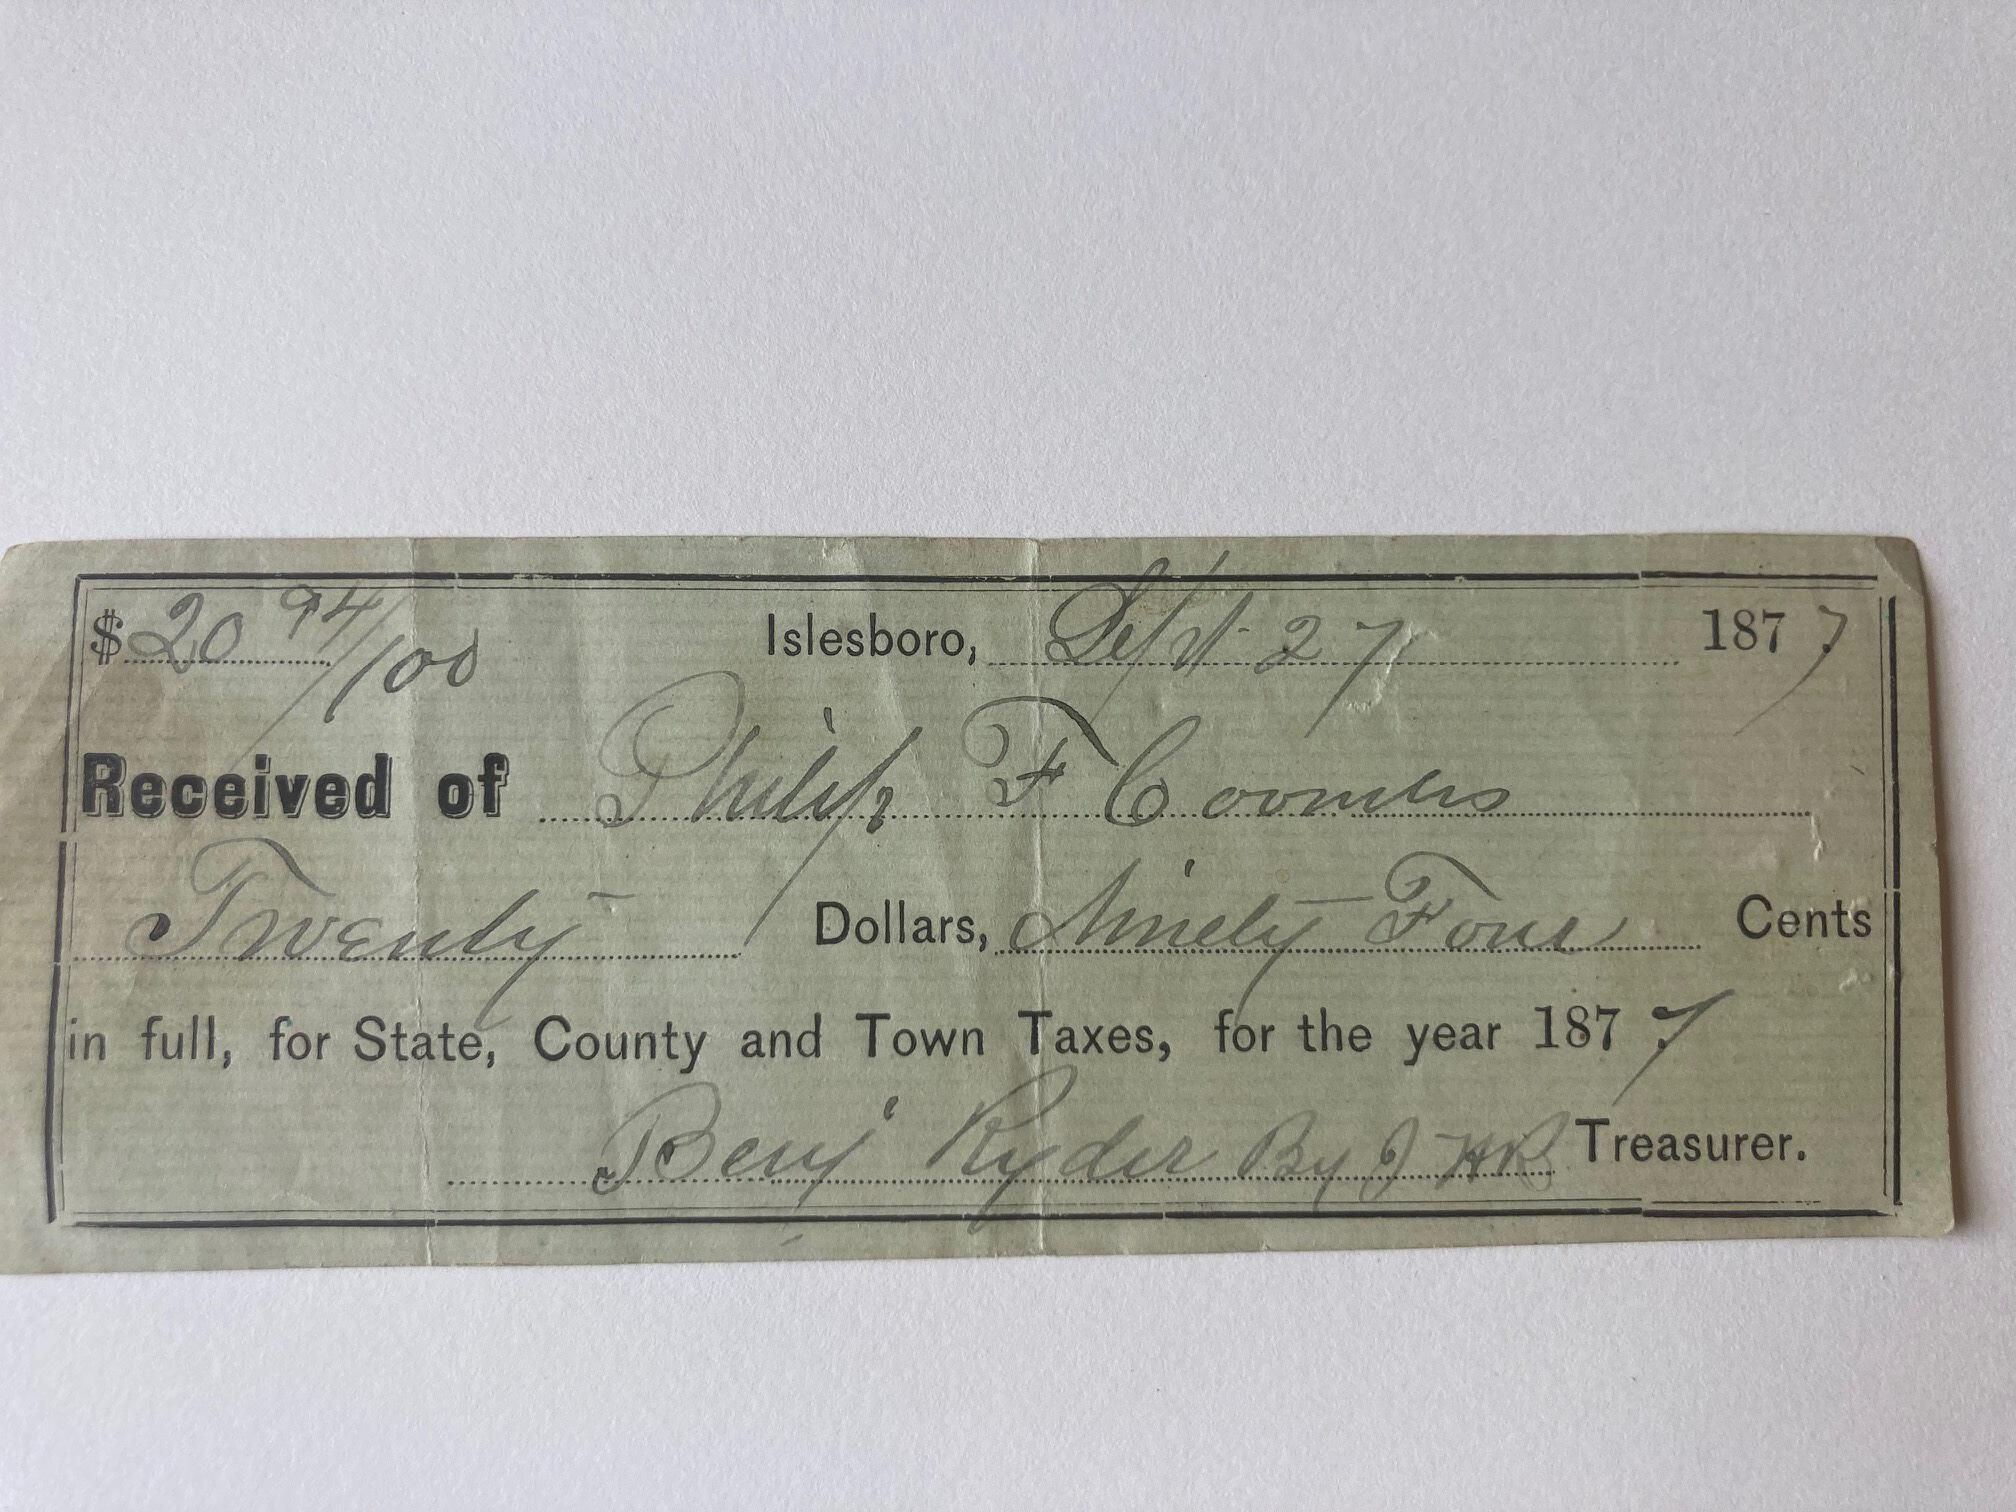 $ 20 94/100 Islesboro, Sept. 27 1877
Received of Philip F Coombs
Twenty Dollars, Ninety Four Cents
in full, for State, County and Town Taxes, for the year 1877.
Benj Ryder By J H R Treasurer.